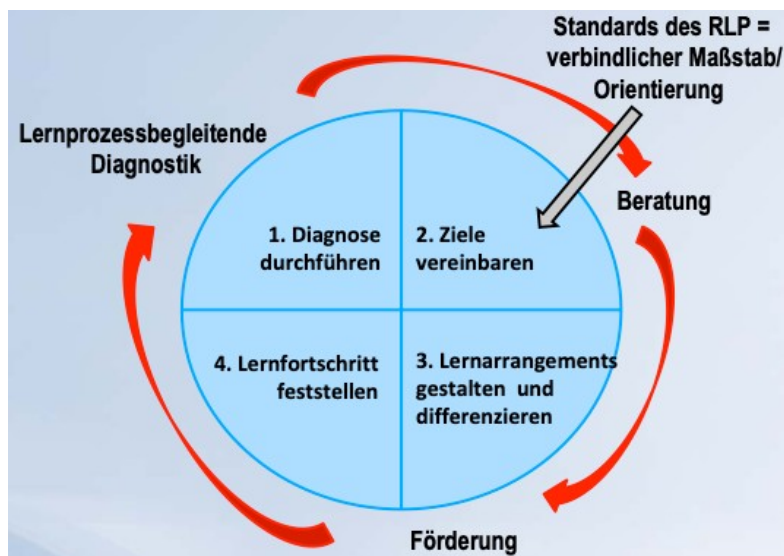 Standards des RLP =
verbindlicher Maßstab/
Orientierung
Lernprozessbegleitende
Diagnostik
Beratung
1. Diagnose
durchführen
2. Ziele
vereinbaren
4. Lernfortschritt
feststellen
3. Lernarrangements
gestalten und
differenzieren
Förderung